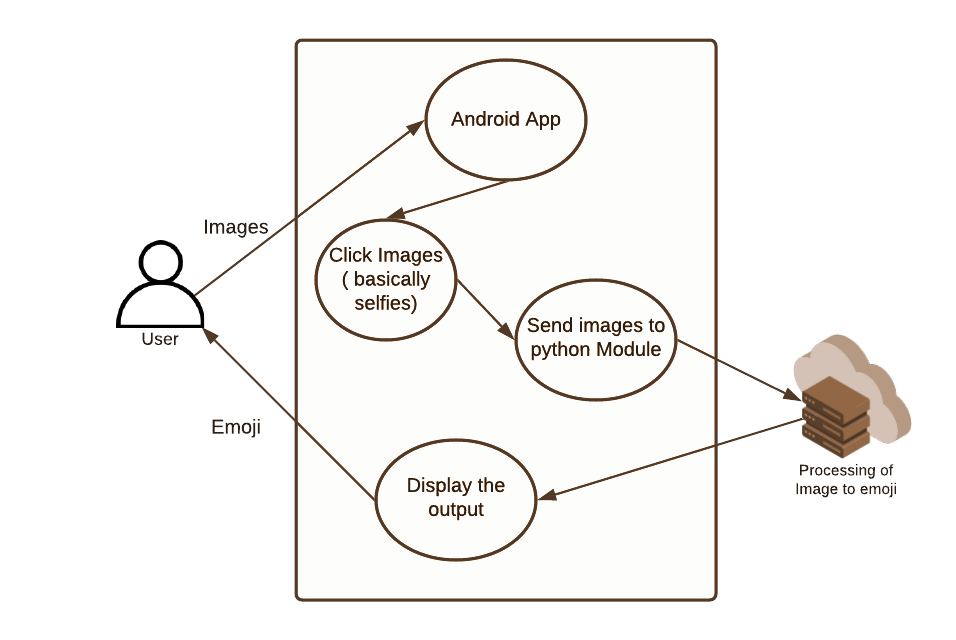 Android App
Images
Click Images
( basically
selfies)
User
Send images to
python Module
Emoji
Processing of
Image to emoji
Display the
output